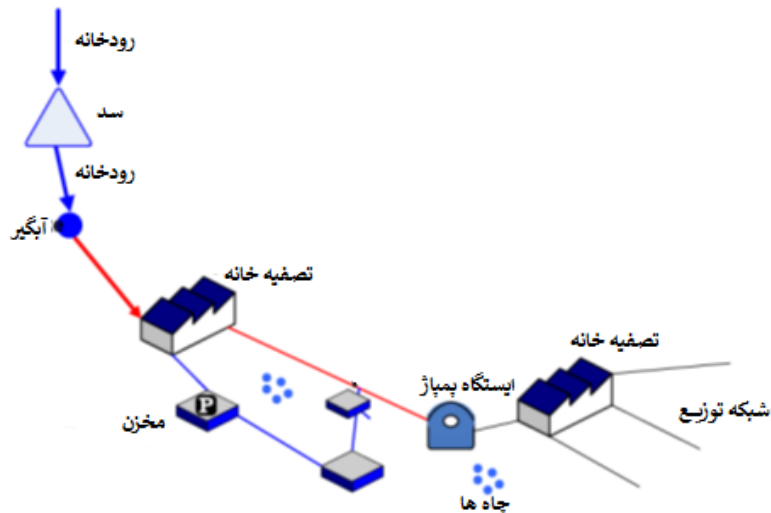 رودخانه
سد
رودخانه
آبگیر
تصفیه خانه
تصفیه خانه
ایستگاه پمپاژ
شبکه توزیع
P
مخزن
چاه ها